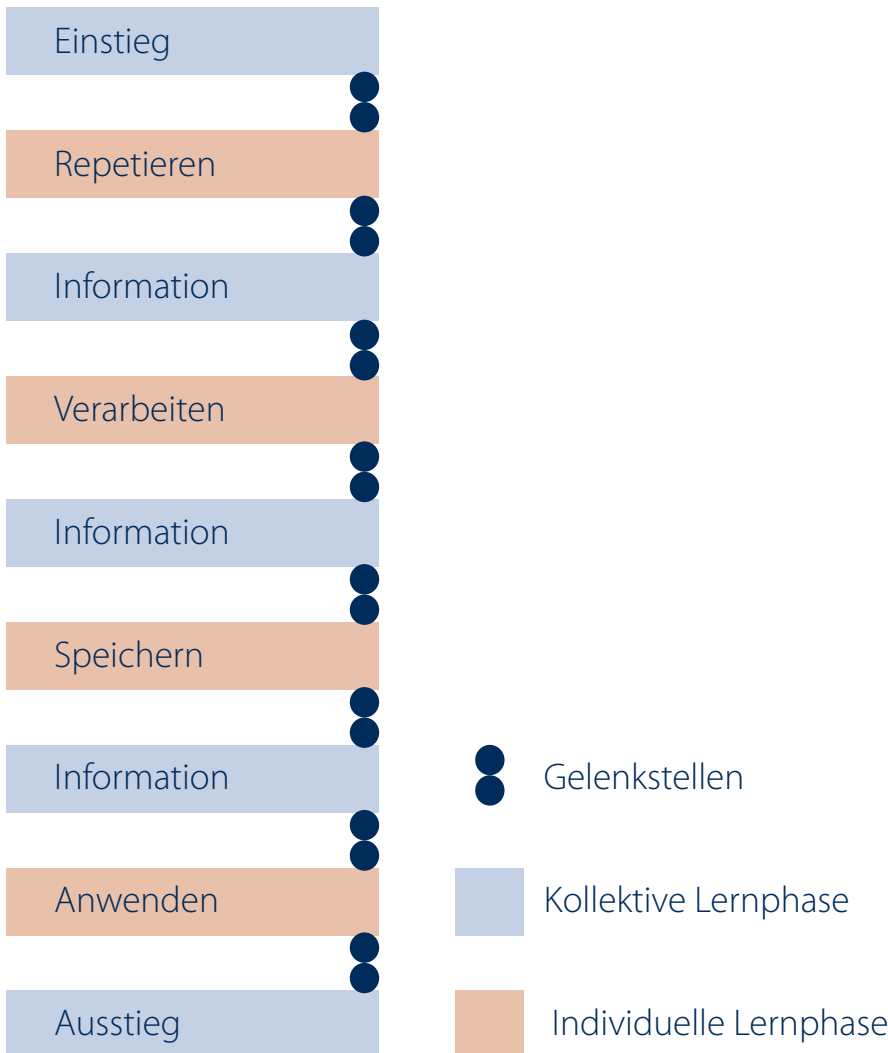 Einstieg
Repetieren
Information
Verarbeiten
Information
Speichern
Information
Anwenden
Ausstieg
Gelenkstellen
Kollektive Lernphase
Individuelle Lernphase